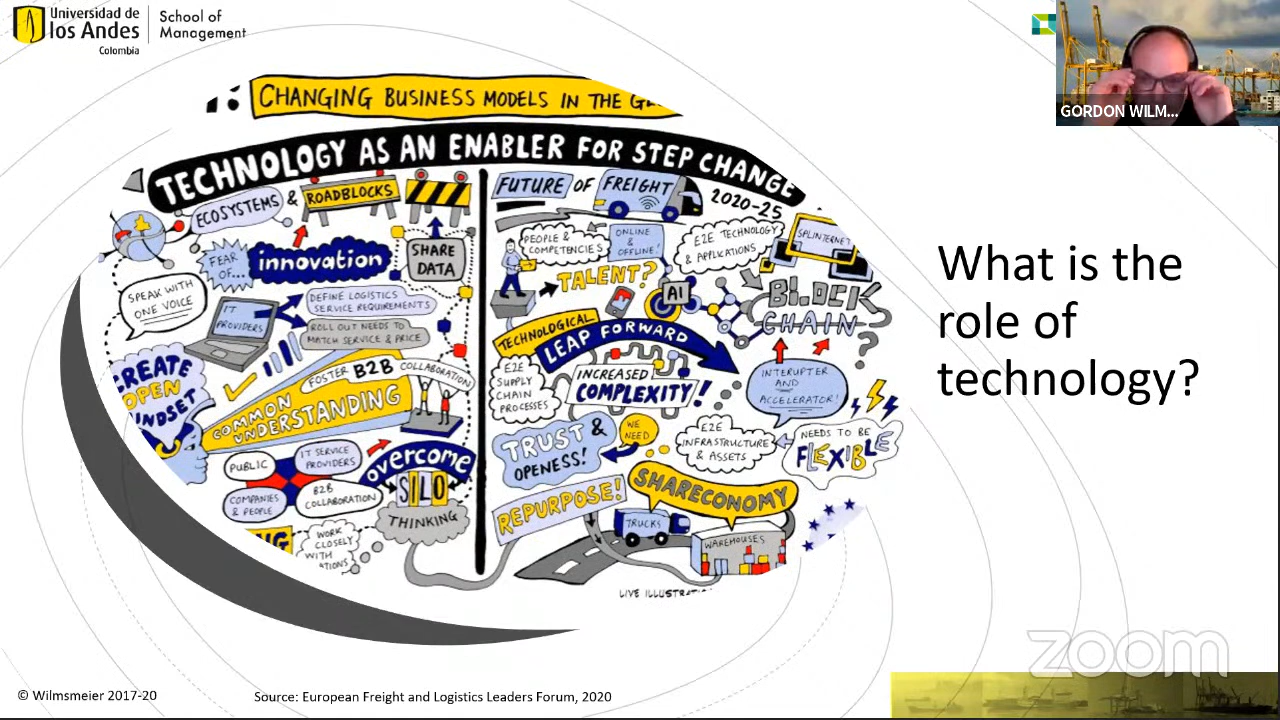 Universidad de
los Andes
Colombia
School of
Management
GORDON WILM...
CHANGING BUSINESS MODELS IN THE
TECHNOLOGY AS AN ENABLER FOR STEP CHANGE
ECOSYSTEMS & ROADBLOCKS
FEAR
OF...
innovation
SHARE
DATA
SPEAK WITH
ONE VOICE
IT
PROVIDERS
DEFINE LOGISTICS
SERVICE REQUIREMENTS
ROLL OUT NEEDS TO
MATCH SERVICE & PRICE
CREATE
OPEN
MINDSET
FOSTER B2B COLLABORATION
COMMON
UNDERSTANDING
PUBLIC
IT SERVICE
PROVIDERS
COMPANIES
& PEOPLE
B2B
COLLABORATION
overcome
SILO
THINKING
WORK
CLOSELY
WITH
FUTURE OF FREIGHT
2020-25
PEOPLE &
COMPETENCIES
ONLINE
&
OFFLINE!
E2E TECHNOLOGY
& APPLICATIONS
SPLINTERNET
TALENT?
AI
BLOCK
CHAIN
?
TECHNOLOGICAL
LEAP FORWARD
E2E
SUPPLY
CHAIN
PROCESSES
INCREASED
COMPLEXITY!
INTERUPTER
AND
ACCELERATOR!
TRUST &
OPENESS!
WE
NEED
E2E
INFRASTRUCTURE
& ASSETS
NEEDS TO BE
FLEXIBLE
REPURPOSE!
SHARECONOMY
TRUCKS
WAREHOUSES
LIVE
What is the
role of
technology?
zoom
© Wilmsmeier 2017-20
Source: European Freight and Logistics Leaders Forum, 2020